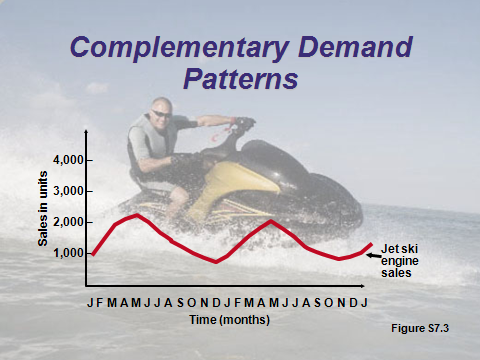 Complementary Demand
Patterns
Sales in units
4,000
3,000
2,000
1,000
Jet ski
engine
sales
J F M A M J J A S O N D J F M A M J J A S O N D J
Time (months)
Figure S7.3